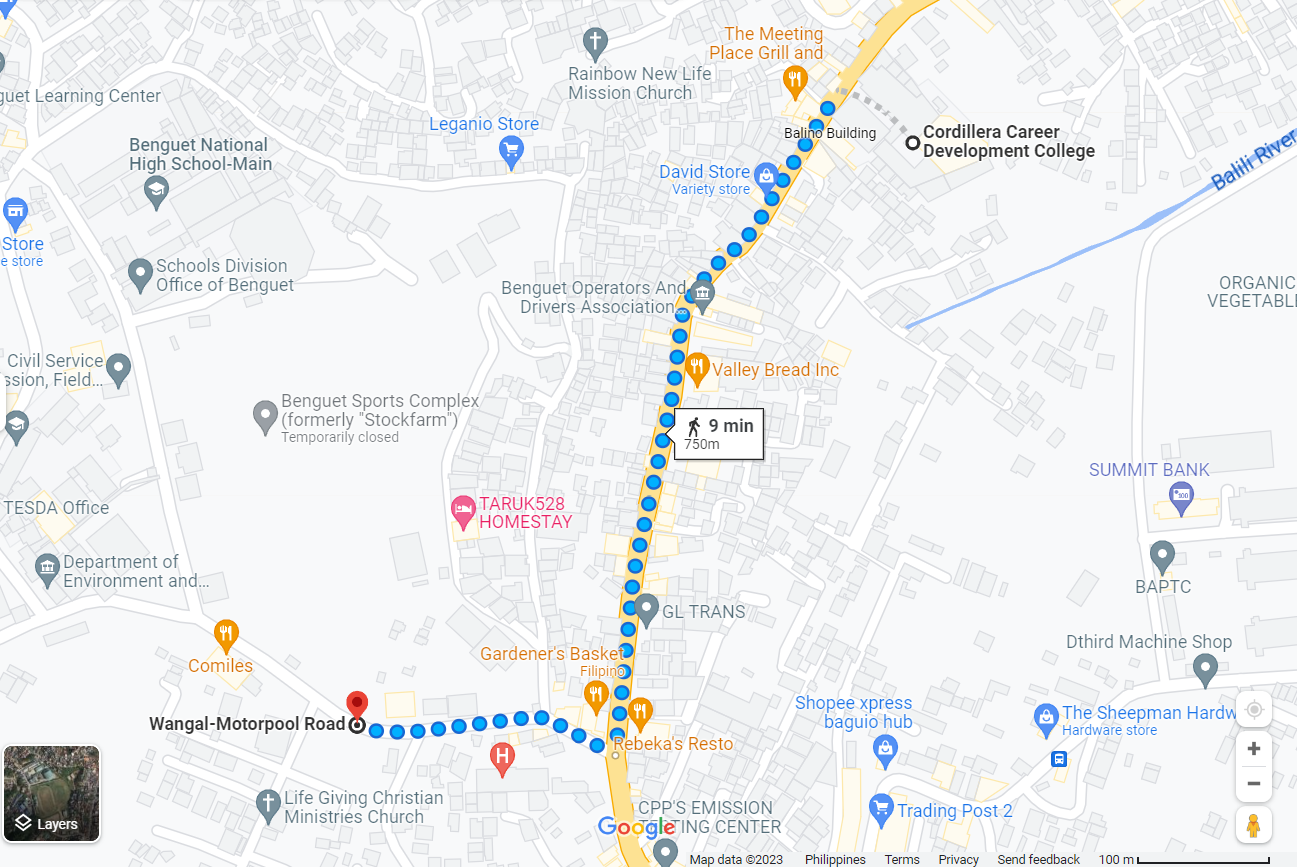 The Meeting
Place Grill and
Rainbow New Life
Mission Church
guet Learning Center
Leganio Store
Balino Building
Cordillera Career
Development College
Benguet National
High School-Main
David Store
Variety store
Balili River
Store
e store
Schools Division
Office of Benguet
Benguet Operators And
Drivers Association
ORGANIC
VEGETABL
Civil Service
ssion, Field...
Valley Bread Inc
Benguet Sports Complex
(formerly "Stockfarm")
Temporarily closed
9 min
750m
SUMMIT BANK
TARUK528
HOMESTAY
TESDA Office
Department of
Environment and...
BAPTC
GL TRANS
Dthird Machine Shop
Gardener's Basket
Filipino
Comiles
Shopee xpress
baguio hub
The Sheepman Hardw
Hardware store
Wangal-Motorpool Road
H
Rebeka's Resto
Life Giving Christian
Ministries Church
CPP'S EMISSION
TESTING CENTER
Trading Post 2
Layers
Google
Map data ©2023
Philippines
Terms
Privacy
Send feedback
100 m